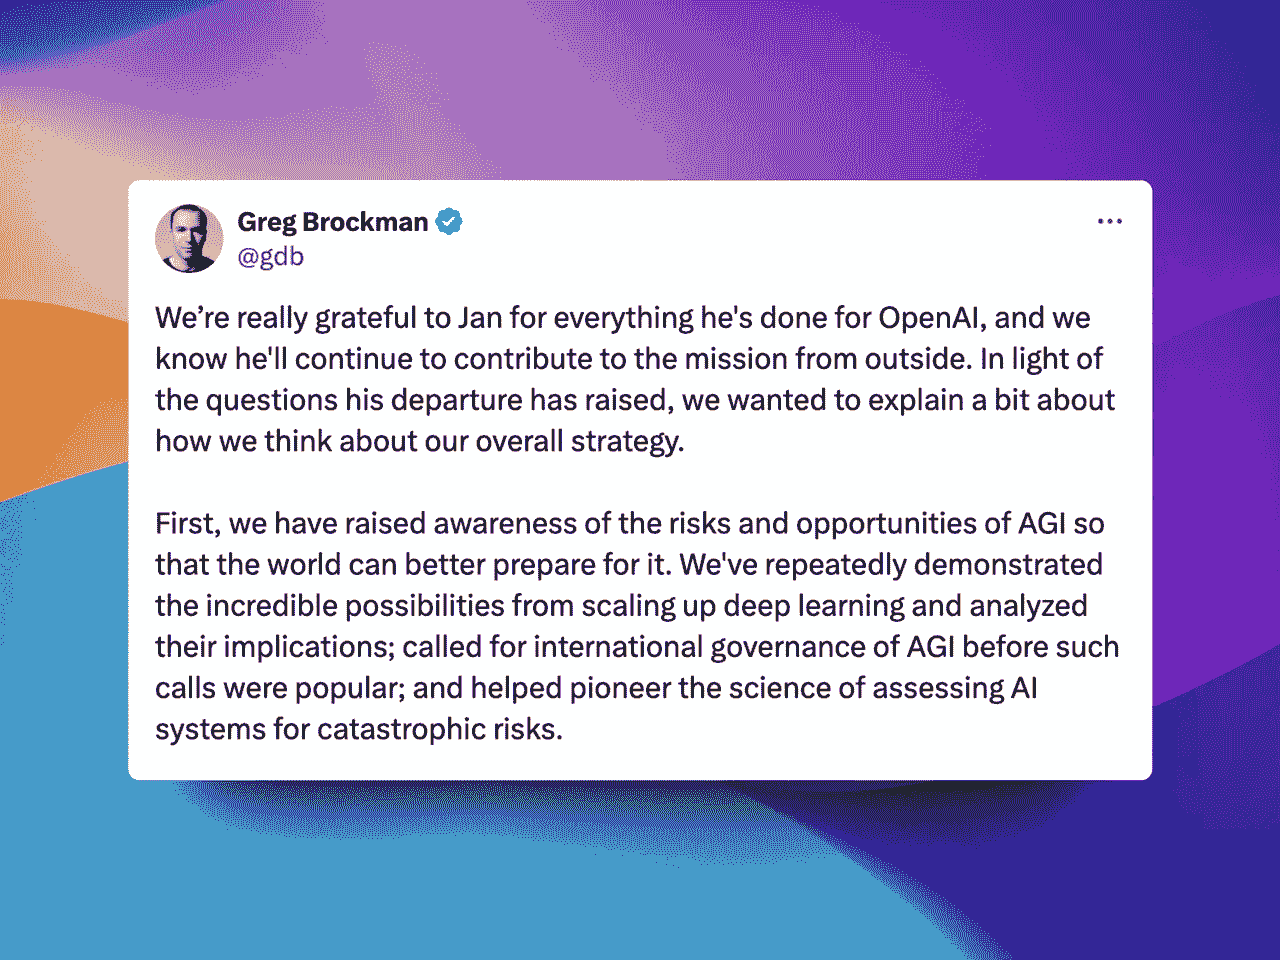 Greg Brockman
@gdb
We’re really grateful to Jan for everything he's done for OpenAI, and we
know he'll continue to contribute to the mission from outside. In light of
the questions his departure has raised, we wanted to explain a bit about
how we think about our overall strategy.
First, we have raised awareness of the risks and opportunities of AGI so
that the world can better prepare for it. We've repeatedly demonstrated
the incredible possibilities from scaling up deep learning and analyzed
their implications; called for international governance of AGI before such
calls were popular; and helped pioneer the science of assessing AI
systems for catastrophic risks.